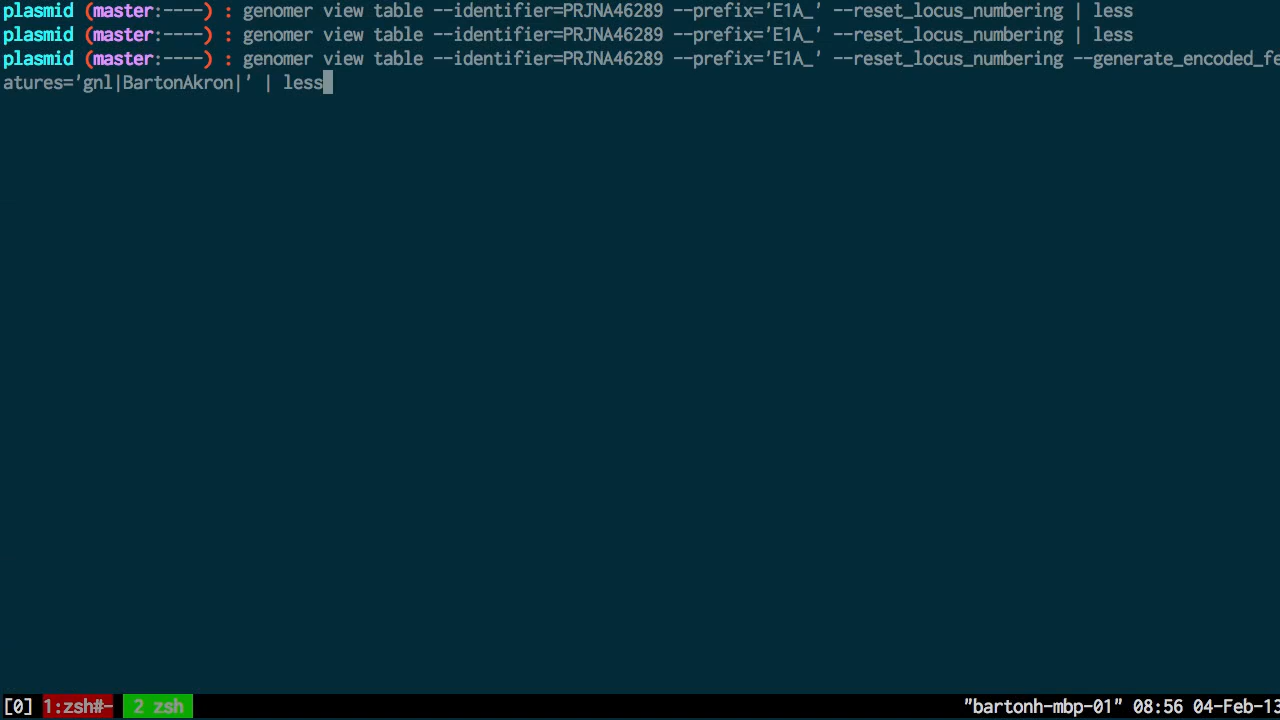 plasmid (master:----) : genomer view table --identifier=PRJNA46289 --prefix='E1A_' --reset_locus_numbering | less
plasmid (master:----) : genomer view table --identifier=PRJNA46289 --prefix='E1A_' --reset_locus_numbering | less
plasmid (master:----) : genomer view table --identifier=PRJNA46289 --prefix='E1A_' --reset_locus_numbering --generate_encoded_fe
atures='gnl|BartonAkron|' | less
[0] 1:zsh#- 2 zsh "bartonh-mbp-01" 08:56 04-Feb-13